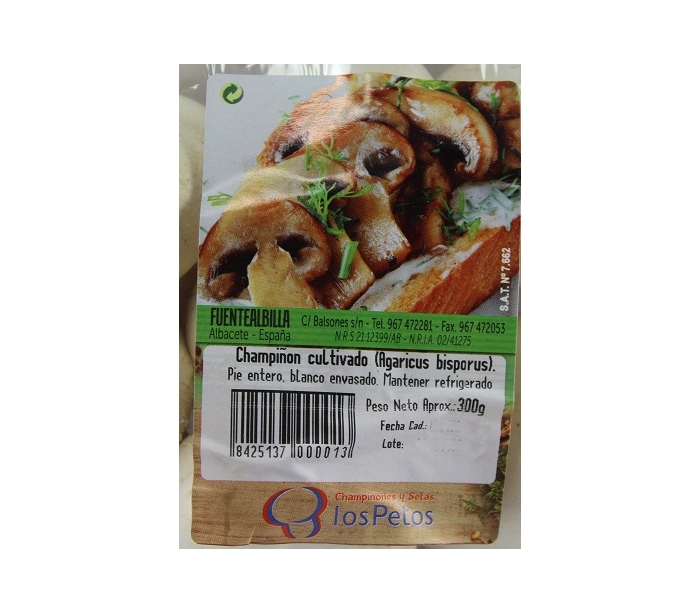 S.A.T. Nº 7.662
FUENTEALBILLA
Albacete - España
C/ Balsones s/n - Tel. 967 472281 - Fax. 967 472053
N.R.S 21.12399/AB - N.R.I.A. 02/41275
Champiñon cultivado (Agaricus bisporus).
Pie entero, blanco envasado. Mantener refrigerado
Peso Neto Aprox.: 300g
Fecha Cad.:
Lote:
8425137 000013
Champiñones y Setas
los Pelos